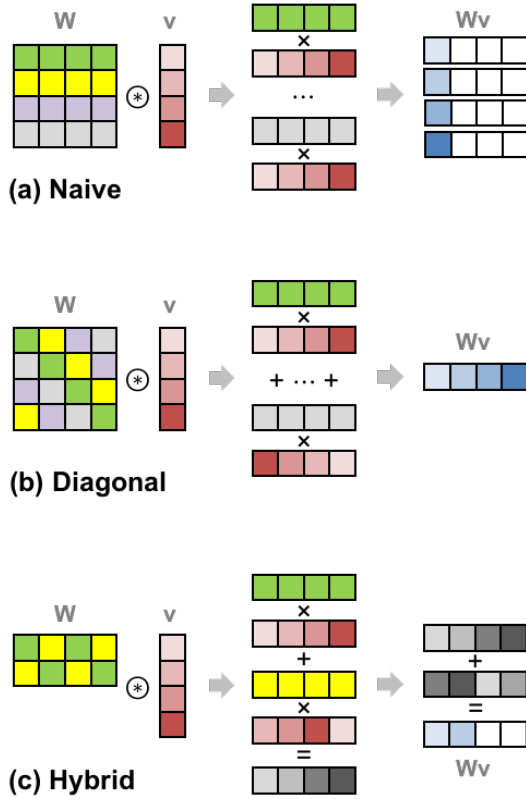 W v Wv
⊛
×
...
×
(a) Naive
W v Wv
⊛
×
+ ... +
×
(b) Diagonal
W v
⊛
×
+
+
×
=
=
Wv
(c) Hybrid